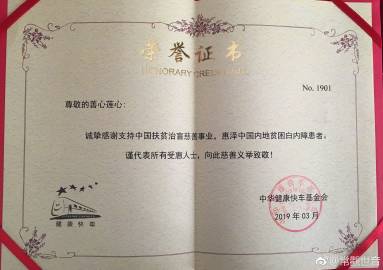 荣誉证书
HONORARY CREDENTIAL
No. 1901
尊敬的善心莲心：
诚挚感谢支持中国扶贫治盲慈善事业。惠泽中国内地贫困白内障患者，
谨代表所有受惠人士，向此慈善义举致敬！
健康快车
中华健康快车基金会
2019年03月